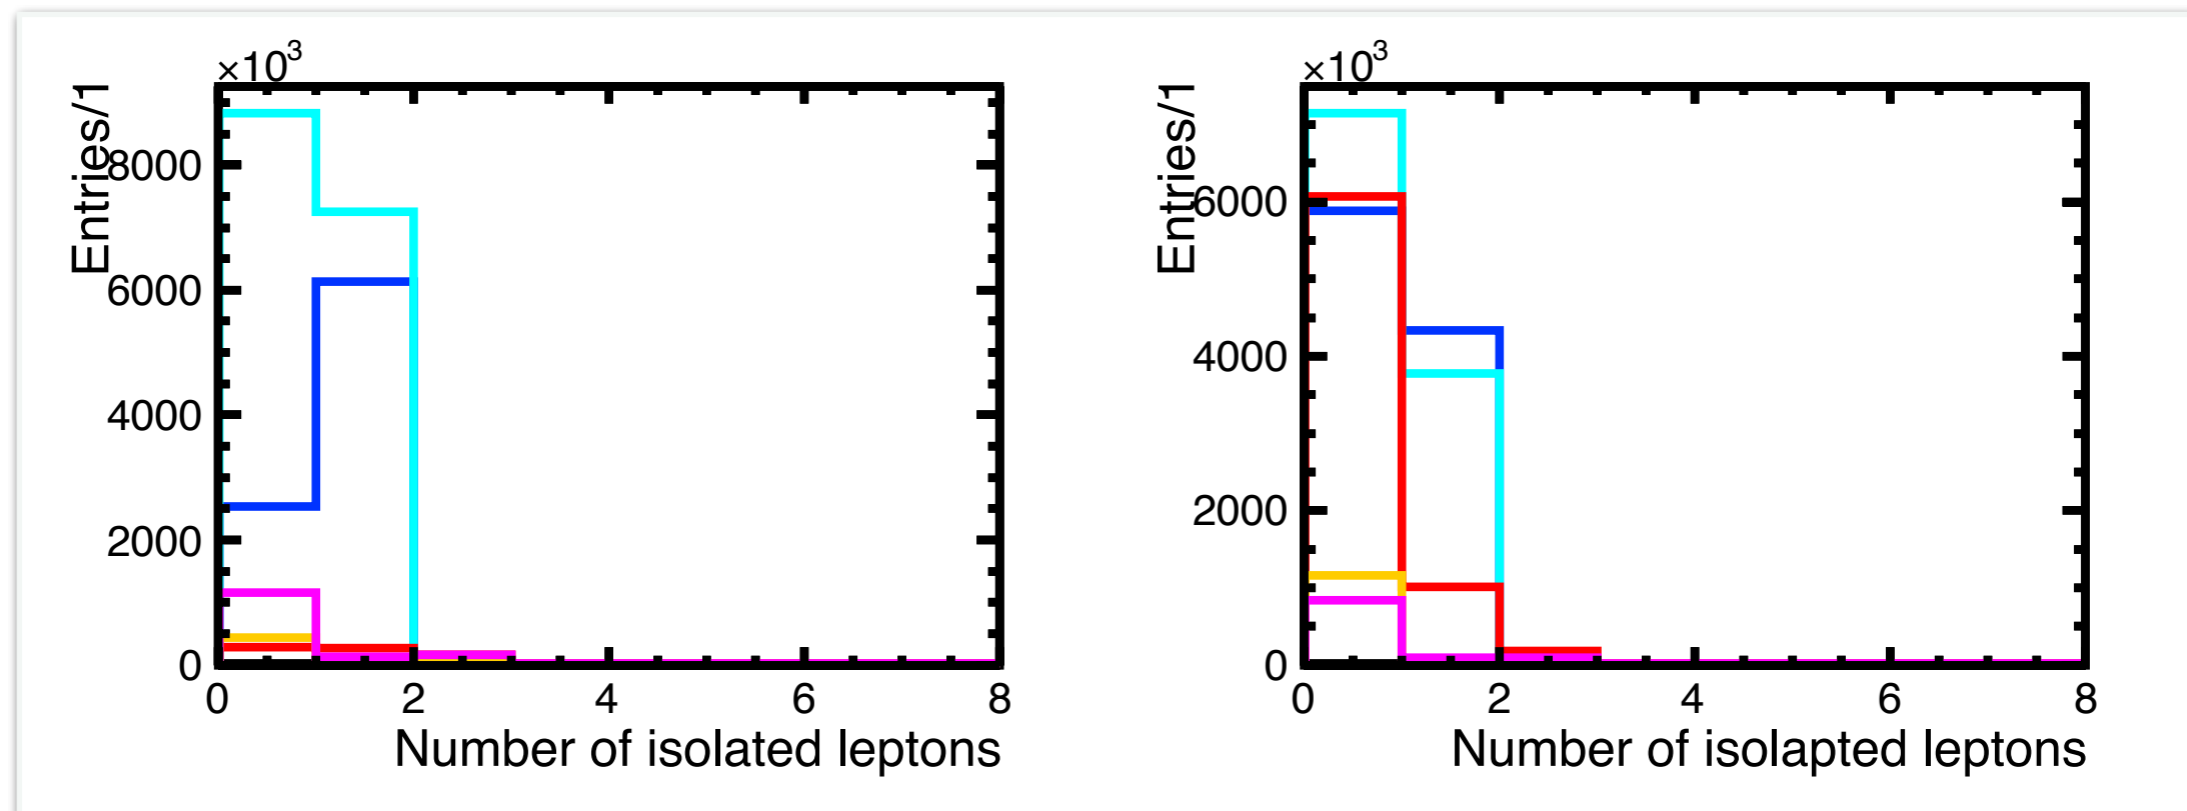 ×10³
Entries/1
8000
6000
4000
2000
0
0 2 4 6 8
Number of isolated leptons
×10³
Entries/1
6000
4000
2000
0
0 2 4 6 8
Number of isolapted leptons